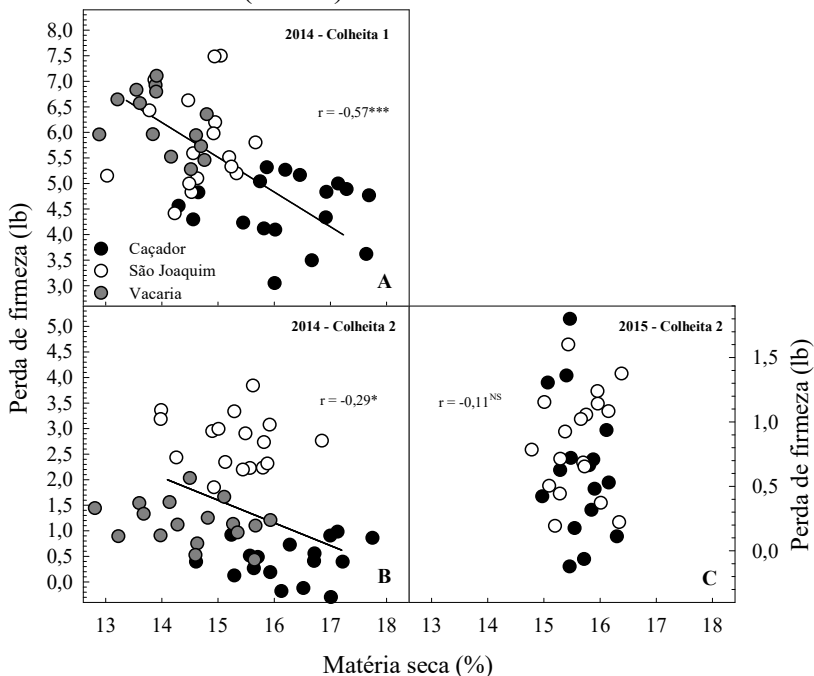 2014 - Colheita 1
r = -0,57***
8,0
7,5
7,0
6,5
6,0
5,5
5,0
4,5
4,0
3,5
3,0
Caçador
São Joaquim
Vacaria
A
Perda de firmeza (lb)
2014 - Colheita 2
r = -0,29*
5,0
4,5
4,0
3,5
3,0
2,5
2,0
1,5
1,0
0,5
0,0
B
13 14 15 16 17 18
2015 - Colheita 2
r = -0,11NS
1,5
1,0
0,5
0,0
C
Perda de firmeza (lb)
13 14 15 16 17 18
Matéria seca (%)